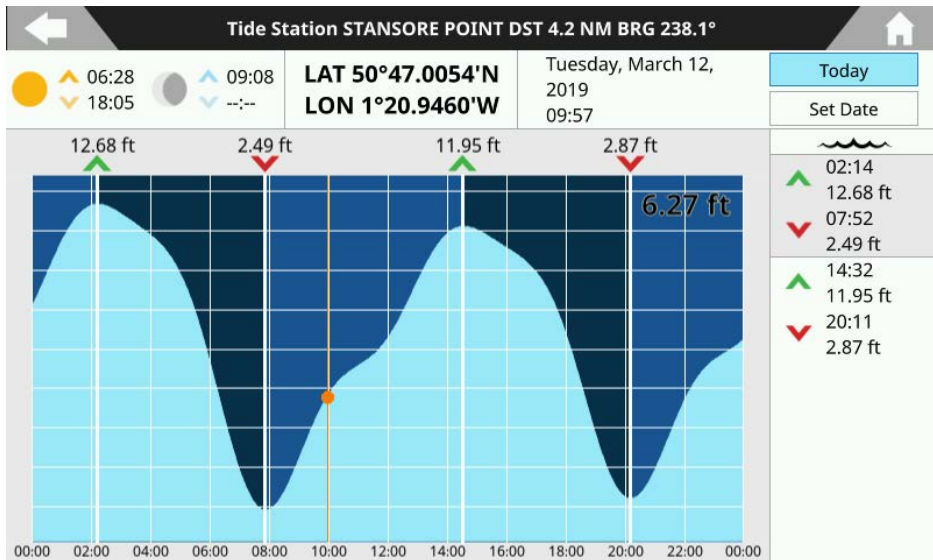 Tide Station STANSORE POINT DST 4.2 NM BRG 238.1°
06:28
18:05
09:08
--:--
LAT 50°47.0054'N
LON 1°20.9460'W
Tuesday, March 12,
2019
09:57
Today
Set Date
12.68 ft 2.49 ft 11.95 ft 2.87 ft
6.27 ft
02:14
12.68 ft
07:52
2.49 ft
14:32
11.95 ft
20:11
2.87 ft
00:00 02:00 04:00 06:00 08:00 10:00 12:00 14:00 16:00 18:00 20:00 22:00 00:00